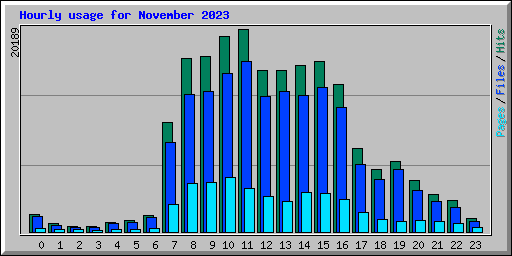 Hourly usage for November 2023
20189
Pages/Files/Hits
0 1 2 3 4 5 6 7 8 9 10 11 12 13 14 15 16 17 18 19 20 21 22 23